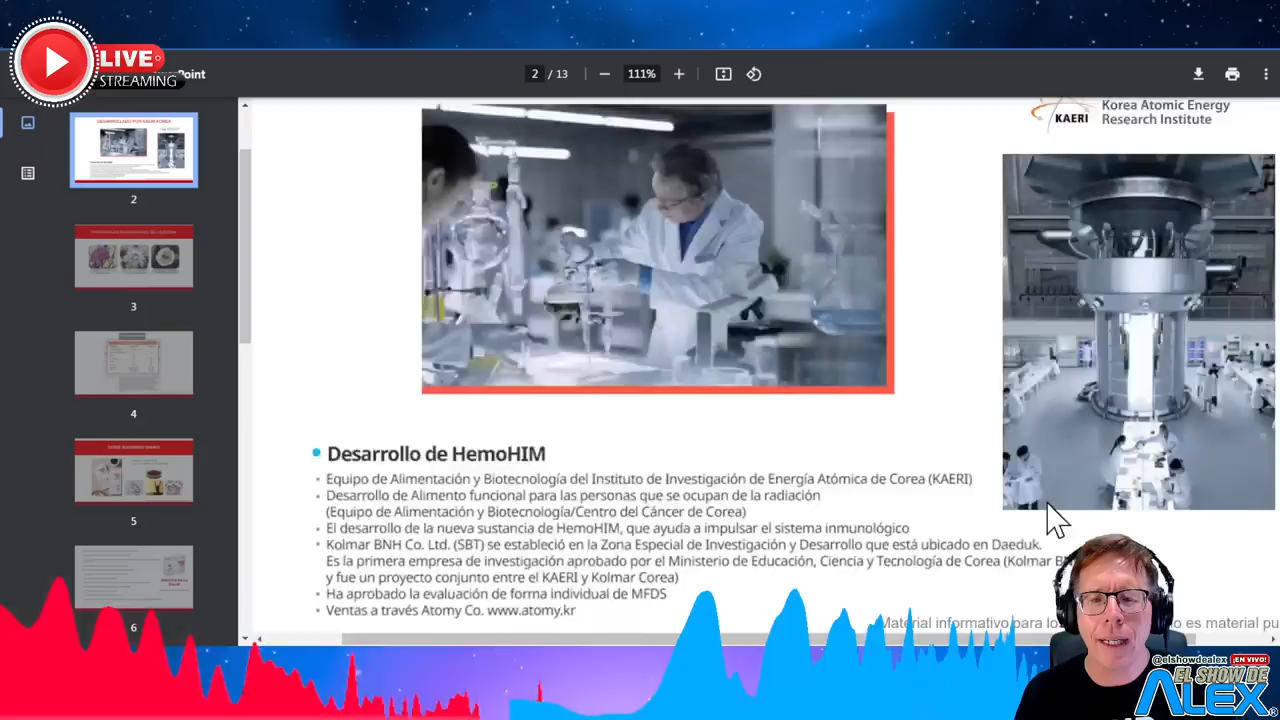 LIVE
STREAMING
Point
2 / 13
111%
KAERI
Korea Atomic Energy
Research Institute
2
3
4
5
6
Desarrollo de HemoHIM
Equipo de Alimentación y Biotecnología del Instituto de Investigación de Energía Atómica de Corea (KAERI)
Desarrollo de Alimento funcional para las personas que se ocupan de la radiación
(Equipo de Alimentación y Biotecnología/Centro del Cáncer de Corea)
El desarrollo de la nueva sustancia de HemoHIM, que ayuda a impulsar el sistema inmunológico
Kolmar BNH Co. Ltd. (SBT) se estableció en la Zona Especial de Investigación y Desarrollo que está ubicado en Daeduk.
Es la primera empresa de investigación aprobado por el Ministerio de Educación, Ciencia y Tecnología de Corea (Kolmar
y fue un proyecto conjunto entre el KAERI y Kolmar Corea)
Ha aprobado la evaluación de forma individual de MFDS
Ventas a través Atomy Co. www.atomy.kr
Material informativo para lo o es material pu
@elshowdealex ¡EN VIVO!
EL SHOW DE
ALEX